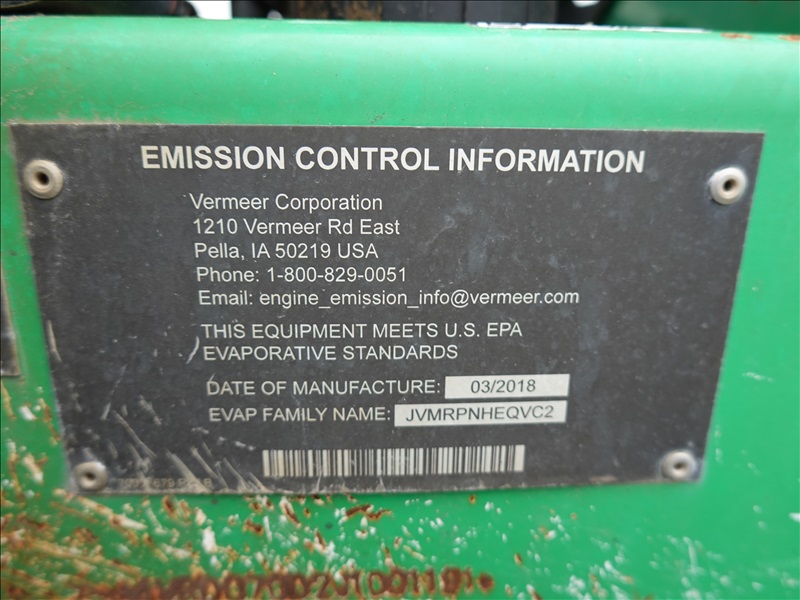 EMISSION CONTROL INFORMATION
Vermeer Corporation
1210 Vermeer Rd East
Pella, IA 50219 USA
Phone: 1-800-829-0051
Email: engine_emission_info@vermeer.com
THIS EQUIPMENT MEETS U.S. EPA
EVAPORATIVE STANDARDS
DATE OF MANUFACTURE: 03/2018
EVAP FAMILY NAME: JVMRPNHEQVC2